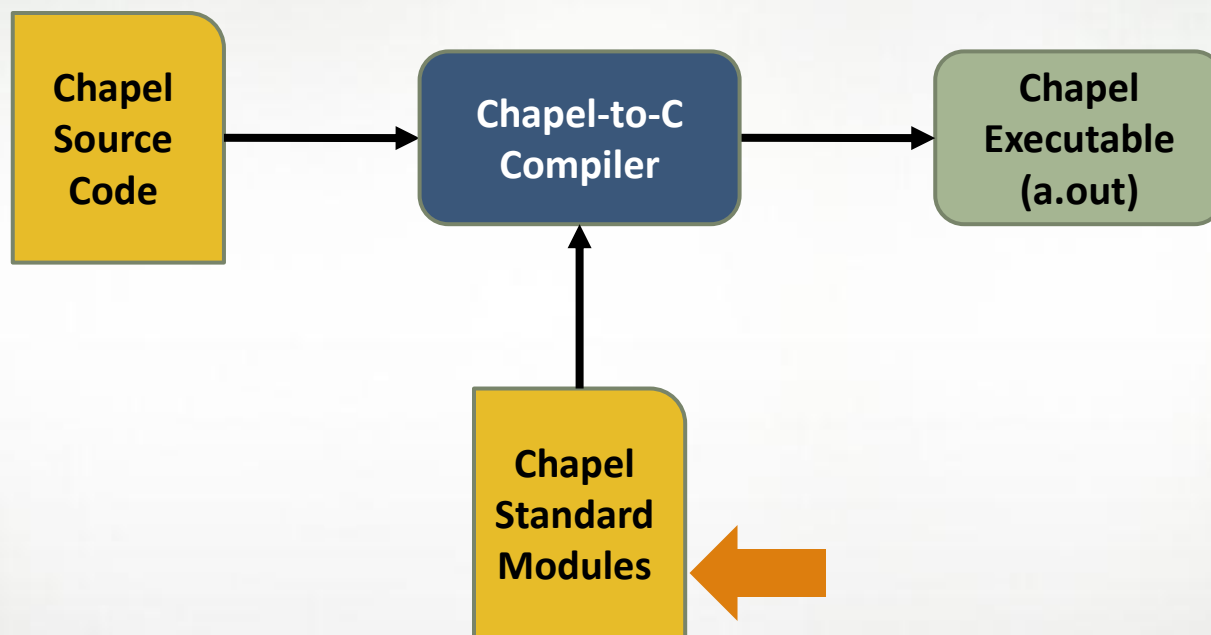 Chapel
Source
Code
Chapel-to-C
Compiler
Chapel
Executable
(a.out)
Chapel
Standard
Modules